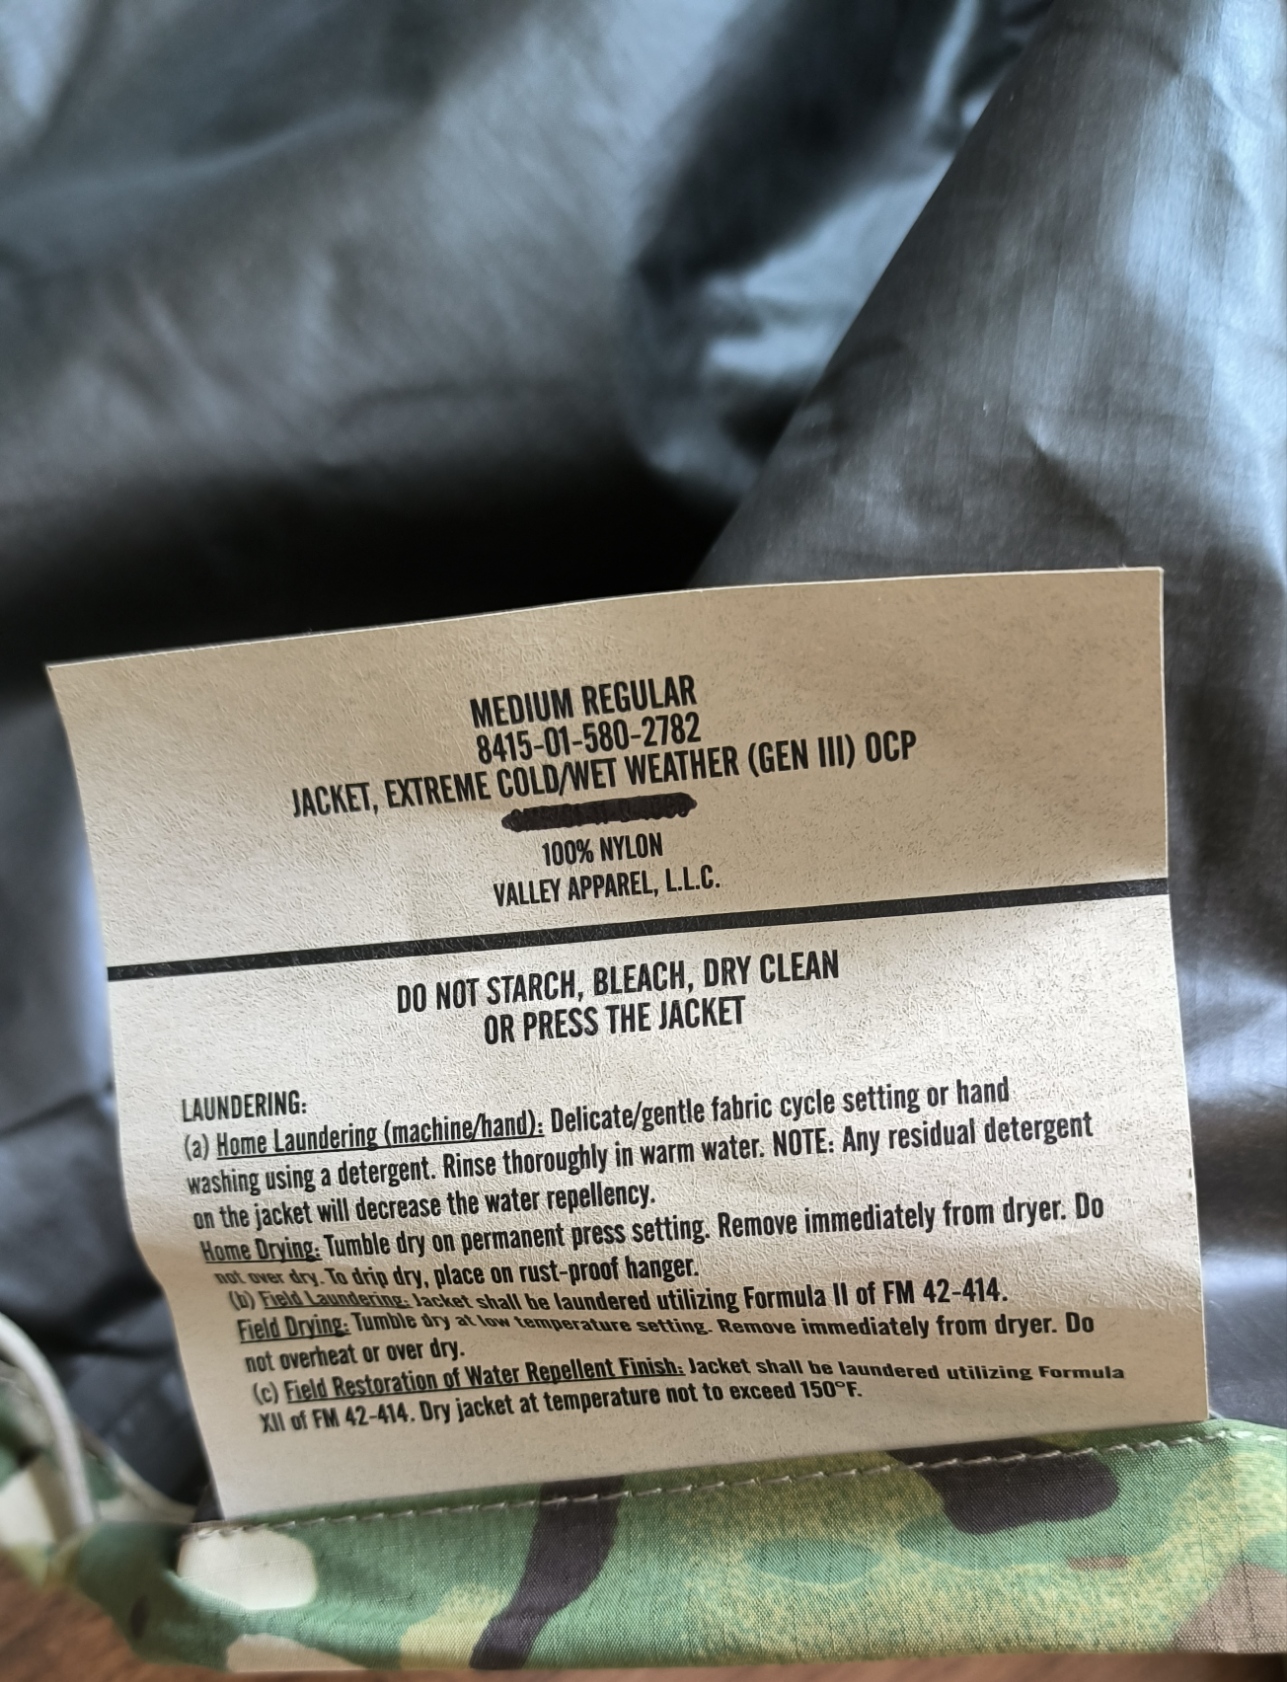 MEDIUM REGULAR
8415-01-580-2782
JACKET, EXTREME COLD/WET WEATHER (GEN III) OCP
100% NYLON
VALLEY APPAREL, L.L.C.
DO NOT STARCH, BLEACH, DRY CLEAN
OR PRESS THE JACKET
LAUNDERING:
(a) Home Laundering (machine/hand): Delicate/gentle fabric cycle setting or hand
washing using a detergent. Rinse thoroughly in warm water. NOTE: Any residual detergent
on the jacket will decrease the water repellency.
Home Drying: Tumble dry on permanent press setting. Remove immediately from dryer. Do
not over dry. To drip dry, place on rust-proof hanger.
(b) Field Laundering: Jacket shall be laundered utilizing Formula II of FM 42-414.
Field Drying: Tumble dry at low temperature setting. Remove immediately from dryer. Do
not overheat or over dry.
(c) Field Restoration of Water Repellent Finish: Jacket shall be laundered utilizing Formula
XII of FM 42-414. Dry jacket at temperature not to exceed 150°F.